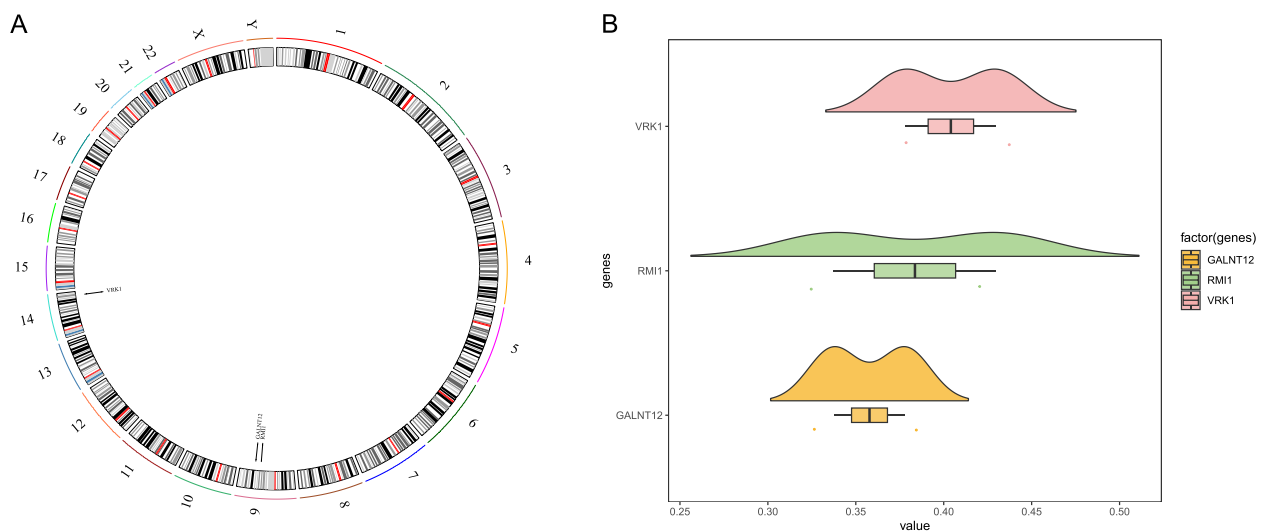 A
1
2
3
4
5
6
7
8
9
10
11
12
13
14
15
16
17
18
19
20
21
22
X
Y
VRK1
GALNT12
RMI1
B
genes
VRK1
RMI1
GALNT12
0.25 0.30 0.35 0.40 0.45 0.50
value
factor(genes)
GALNT12
RMI1
VRK1